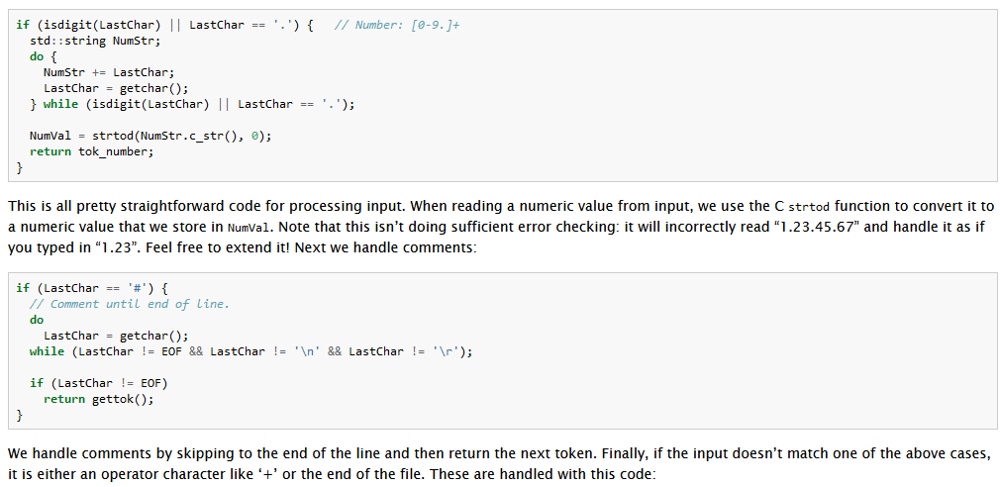 if (isdigit(LastChar) || LastChar == '.') {   // Number: [0-9.]+
  std::string NumStr;
  do {
    NumStr += LastChar;
    LastChar = getchar();
  } while (isdigit(LastChar) || LastChar == '.');

  NumVal = strtod(NumStr.c_str(), 0);
  return tok_number;
}
This is all pretty straightforward code for processing input. When reading a numeric value from input, we use the C strtod function to convert it to
a numeric value that we store in NumVal. Note that this isn’t doing sufficient error checking: it will incorrectly read “1.23.45.67” and handle it as if
you typed in “1.23”. Feel free to extend it! Next we handle comments:
if (LastChar == '#') {
  // Comment until end of line.
  do
    LastChar = getchar();
  while (LastChar != EOF && LastChar != '\n' && LastChar != '\r');

  if (LastChar != EOF)
    return gettok();
}
We handle comments by skipping to the end of the line and then return the next token. Finally, if the input doesn’t match one of the above cases,
it is either an operator character like ‘+’ or the end of the file. These are handled with this code: